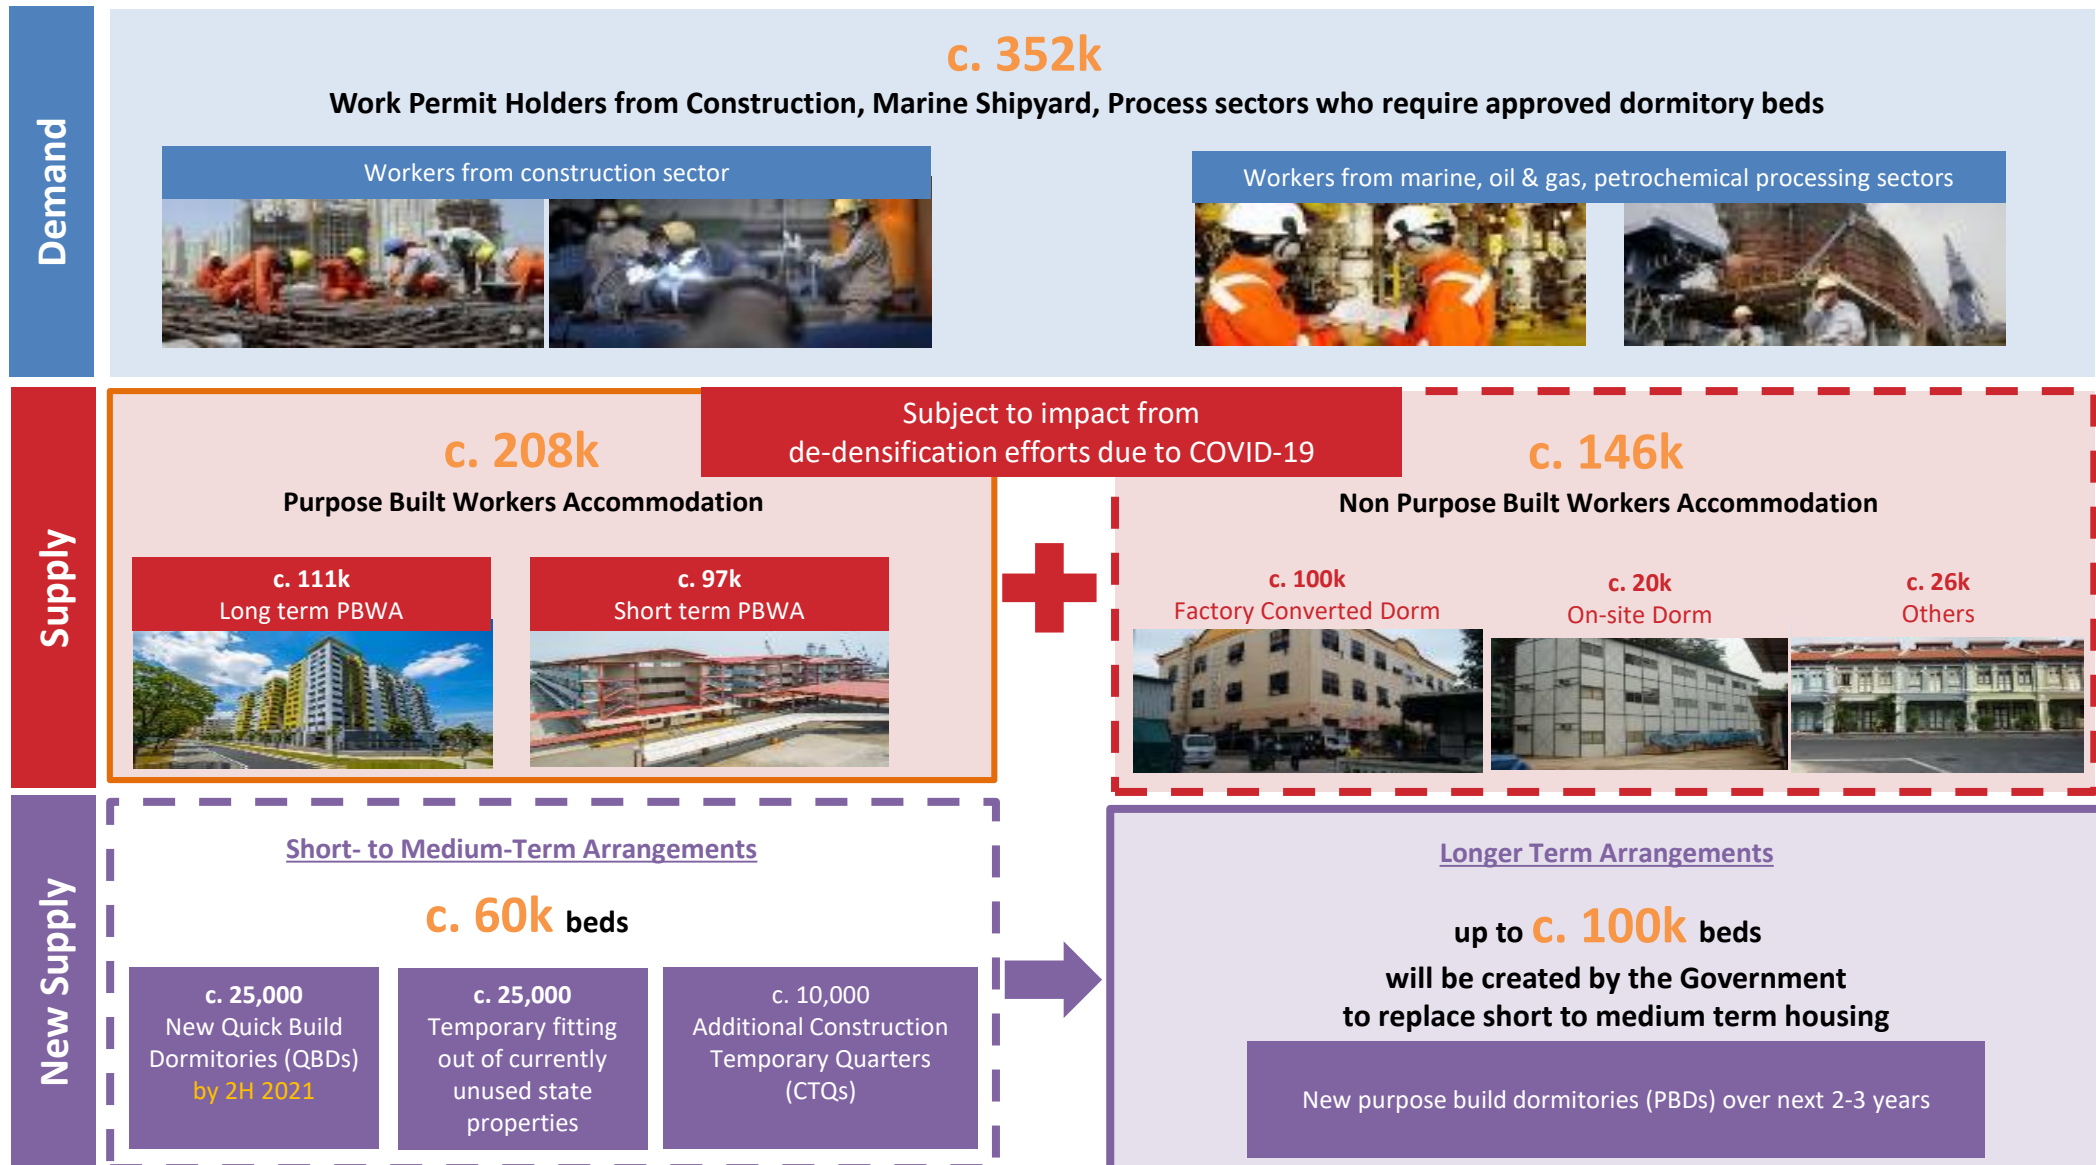 Demand
c. 352k
Work Permit Holders from Construction, Marine Shipyard, Process sectors who require approved dormitory beds
Workers from construction sector
Workers from marine, oil & gas, petrochemical processing sectors
Supply
Subject to impact from
de-densification efforts due to COVID-19
c. 208k
Purpose Built Workers Accommodation
c. 111k
Long term PBWA
c. 97k
Short term PBWA
c. 146k
Non Purpose Built Workers Accommodation
c. 100k
Factory Converted Dorm
c. 20k
On-site Dorm
c. 26k
Others
New Supply
Short- to Medium-Term Arrangements
c. 60k beds
c. 25,000
New Quick Build
Dormitories (QBDs)
by 2H 2021
c. 25,000
Temporary fitting
out of currently
unused state
properties
c. 10,000
Additional Construction
Temporary Quarters
(CTQs)
Longer Term Arrangements
up to c. 100k beds
will be created by the Government
to replace short to medium term housing
New purpose build dormitories (PBDs) over next 2-3 years